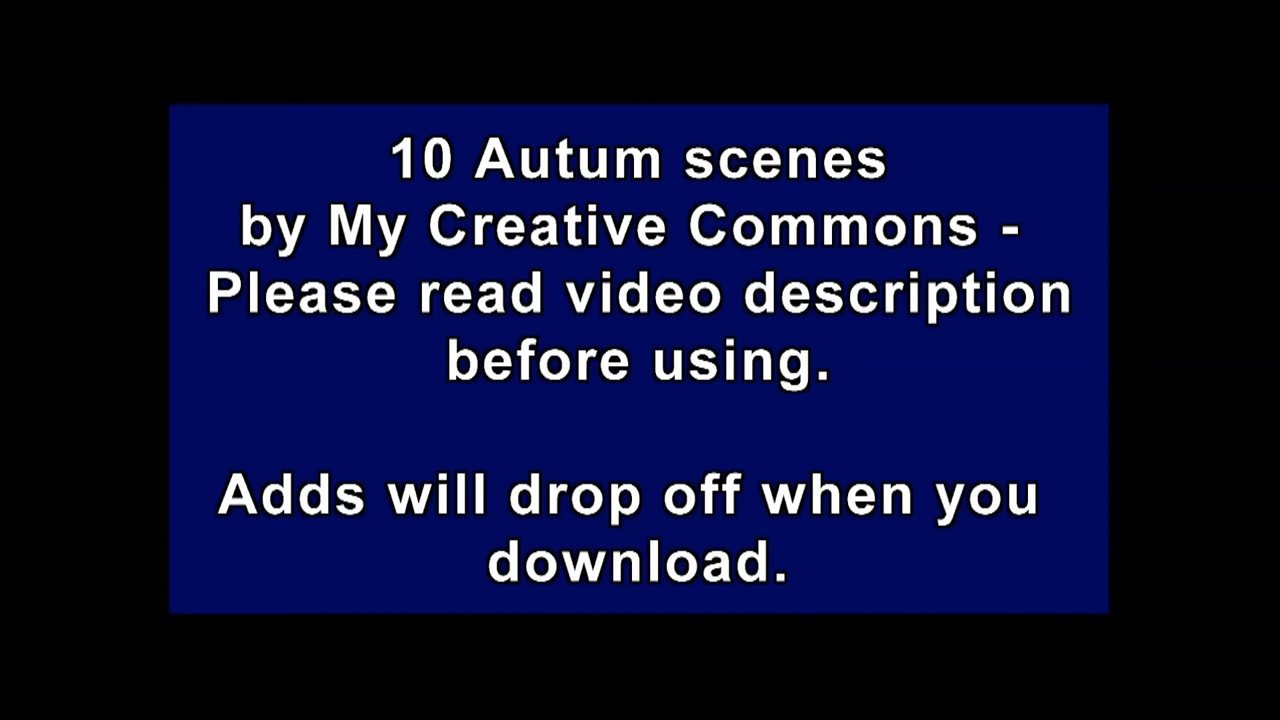 10 Autum scenes
by My Creative Commons -
Please read video description
before using.
Adds will drop off when you
download.